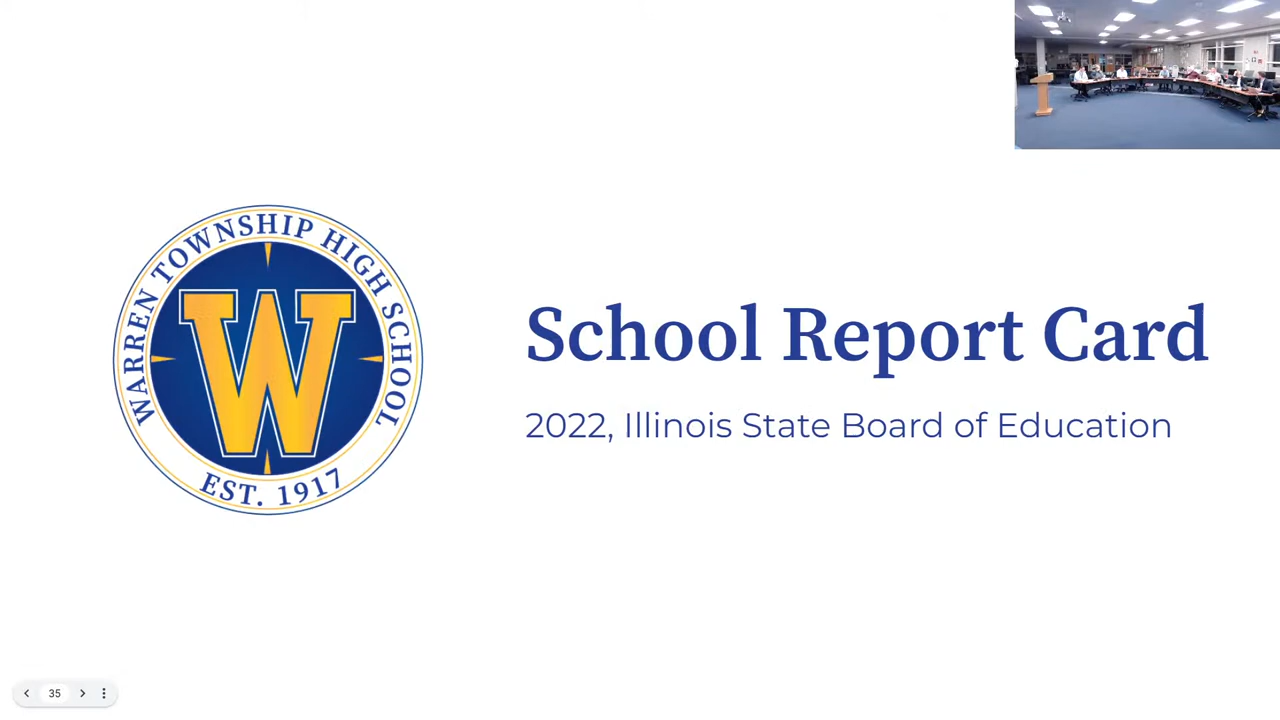 WARREN TOWNSHIP HIGH SCHOOL
W
EST. 1917
School Report Card
2022, Illinois State Board of Education
35